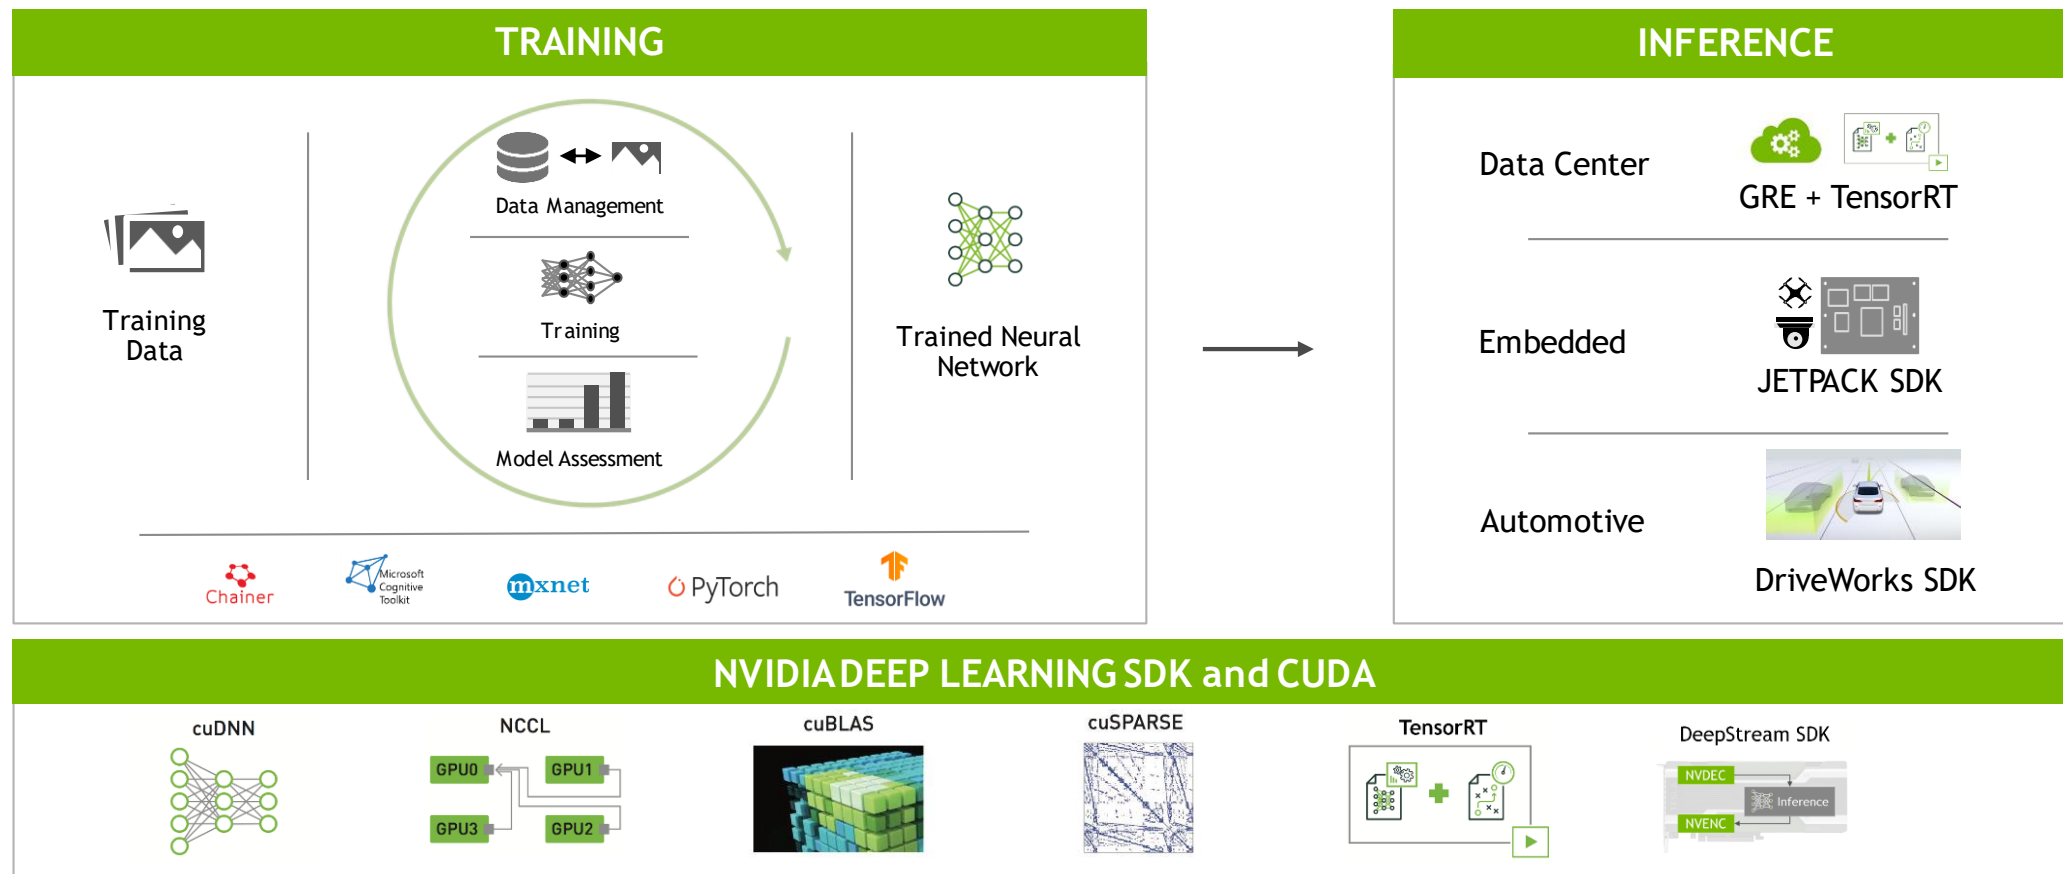 TRAINING
INFERENCE
Training
Data
Data Management
Training
Model Assessment
Trained Neural
Network
Chainer
Microsoft
Cognitive
Toolkit
mxnet
PyTorch
TensorFlow
Data Center
GRE + TensorRT
Embedded
JETPACK SDK
Automotive
DriveWorks SDK
NVIDIA DEEP LEARNING SDK and CUDA
cuDNN
NCCL
GPU0
GPU1
GPU3
GPU2
cuBLAS
cuSPARSE
TensorRT
DeepStream SDK
NVDEC
Inference
NVENC